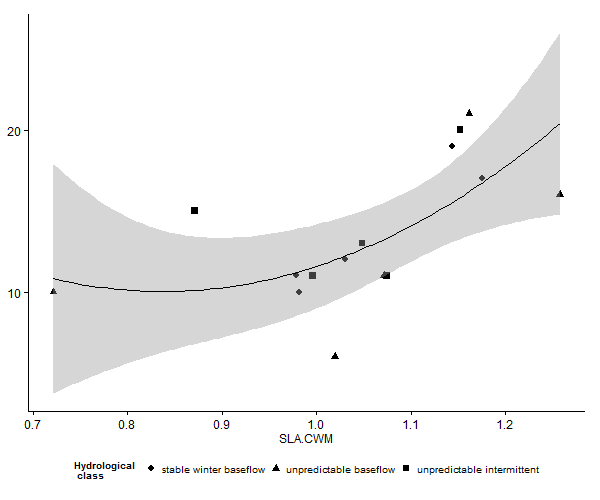 20
10
0.7 0.8 0.9 1.0 1.1 1.2
SLA.CWM
Hydrological
class
stable winter baseflow unpredictable baseflow unpredictable intermittent